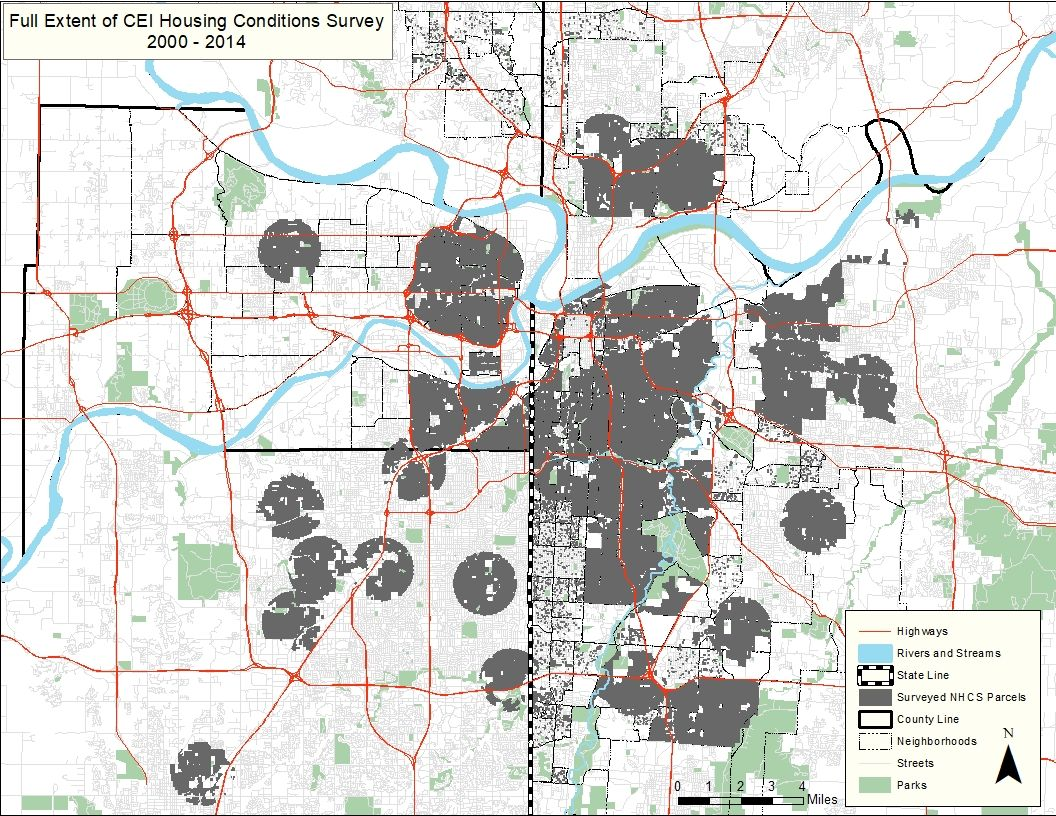 Full Extent of CEI Housing Conditions Survey
2000 - 2014
Highways
Rivers and Streams
State Line
Surveyed NHCS Parcels
County Line
Neighborhoods
Streets
Parks
N
0 1 2 3 4
Miles